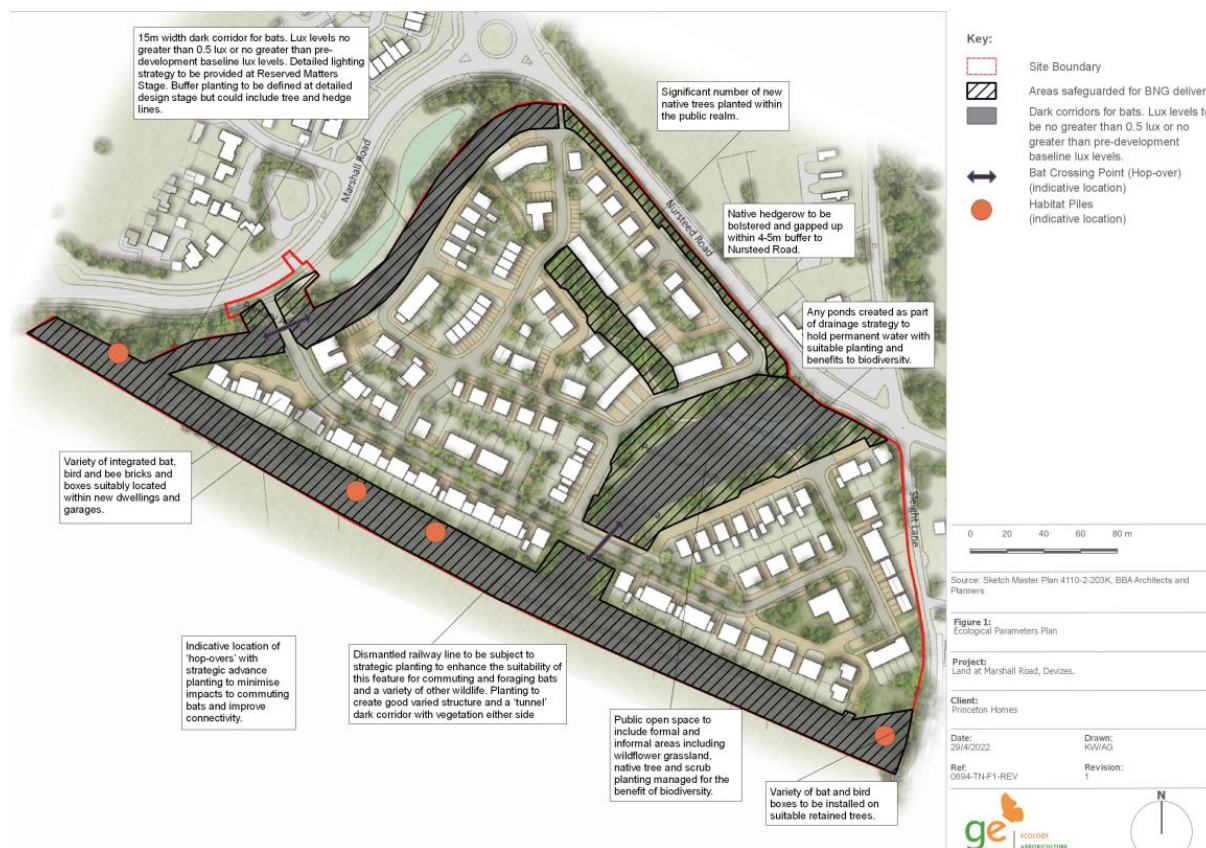 15m width dark corridor for bats. Lux levels no
greater than 0.5 lux or no greater than pre-
development baseline lux levels. Detailed lighting
strategy to be provided at Reserved Matters
Stage. Buffer planting to be defined at detailed
design stage but could include tree and hedge
lines.
Significant number of new
native trees planted within
the public realm.
Marshall Road
Nursteed Road
Native hedgerow to be
bolstered and gapped up
within 4-5m buffer to
Nursteed Road.
Any ponds created as part
of drainage strategy to
hold permanent water with
suitable planting and
benefits to biodiversity.
Variety of integrated bat,
bird and bee bricks and
boxes suitably located
within new dwellings and
garages.
Sleight Lane
Indicative location of
'hop-overs' with
strategic advance
planting to minimise
impacts to commuting
bats and improve
connectivity.
Dismantled railway line to be subject to
strategic planting to enhance the suitability of
this feature for commuting and foraging bats
and a variety of other wildlife. Planting to
create good varied structure and a 'tunnel'
dark corridor with vegetation either side
Public open space to
include formal and
informal areas including
wildflower grassland,
native tree and scrub
planting managed for the
benefit of biodiversity.
Variety of bat and bird
boxes to be installed on
suitable retained trees.
Key:
Site Boundary
Areas safeguarded for BNG deliver
Dark corridors for bats. Lux levels t
be no greater than 0.5 lux or no
greater than pre-development
baseline lux levels.
Bat Crossing Point (Hop-over)
(indicative location)
Habitat Piles
(indicative location)
0 20 40 60 80 m
Source: Sketch Master Plan 4110-2-203K, BBA Architects and
Planners
Figure 1:
Ecological Parameters Plan
Project:
Land at Marshall Road, Devizes.
Client:
Princeton Homes
Date:
29/4/2022
Drawn:
KW/AG
Ref:
0694-TN-F1-REV
Revision:
1
ge
ECOLOGY
ARBORICULTURE
N